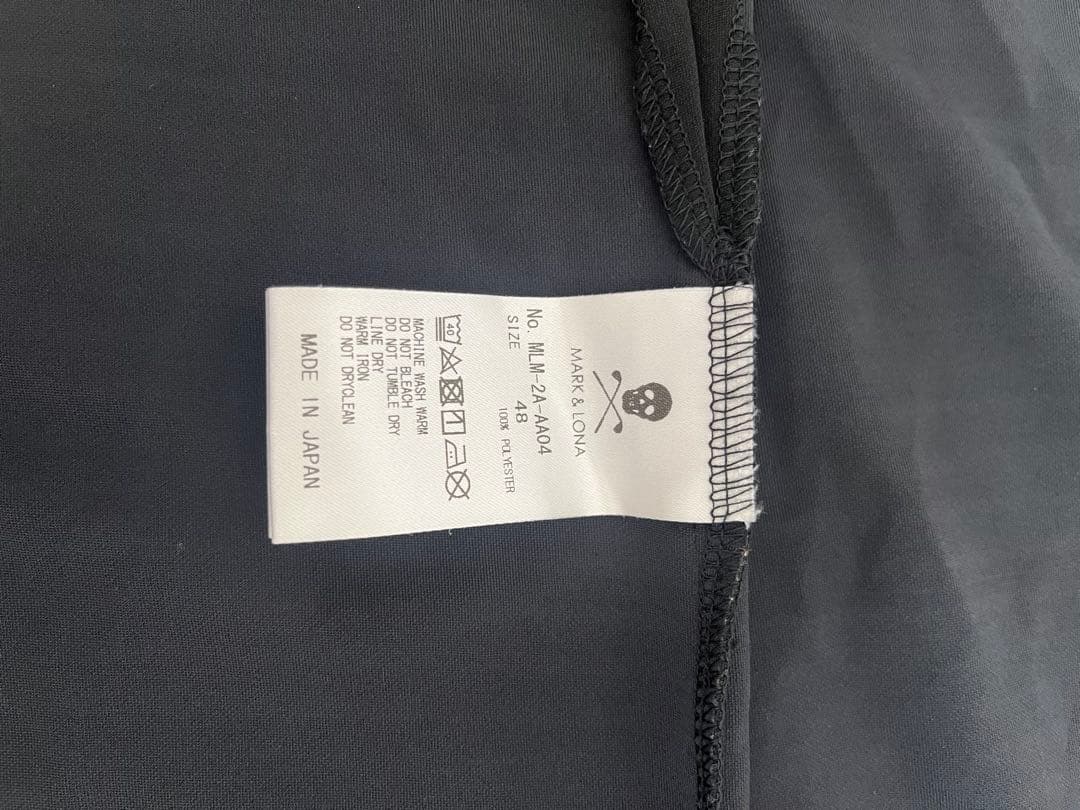 MARK & LONA
No. MLM-2A-AA04
SIZE 48
100% POLYESTER
40
MACHINE WASH WARM
DO NOT BLEACH
DO NOT TUMBLE DRY
LINE DRY
WARM IRON
DO NOT DRYCLEAN
MADE IN JAPAN